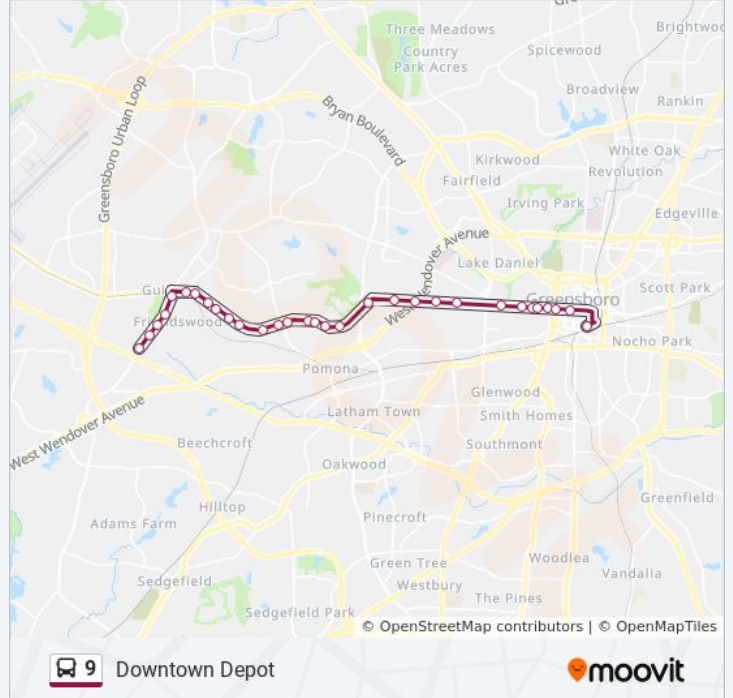 Gr
Three Meadows
Brightwoo
Country
Park Acres
Spicewood
Broadview
Rankin
Greensboro Urban Loop
Bryan Boulevard
White Oak
Kirkwood
Revolution
Fairfield
Irving Park
Edgeville
West Wendover Avenue
Lake Daniel
Scott Park
Gui
Greensboro
Friendswood
Nocho Park
Pomona
Glenwood
West Wendover Avenue
Latham Town
Smith Homes
Beechcroft
Southmont
Oakwood
Hilltop
Greenfield
Pinecroft
Adams Farm
Woodlea
Green Tree
Vandalia
Sedgefield
Westbury
The Pines
Sedgefield Park
© OpenStreetMap contributors | © OpenMapTiles
9 Downtown Depot
moovit